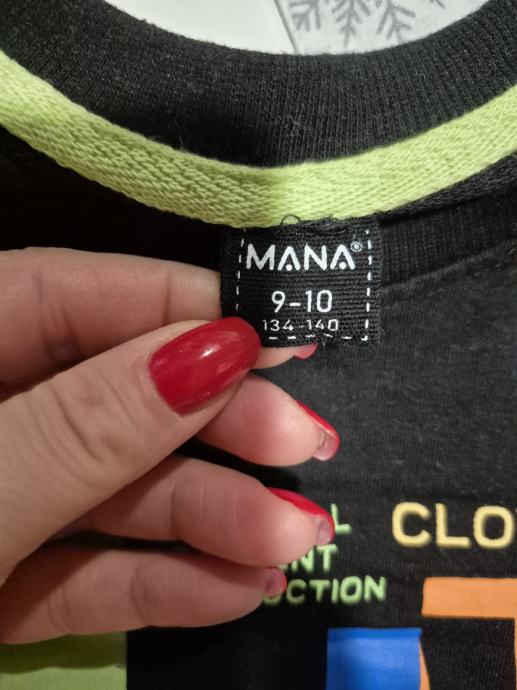 MANA®
9-10
134-140
CLO
L
NT
UCTION